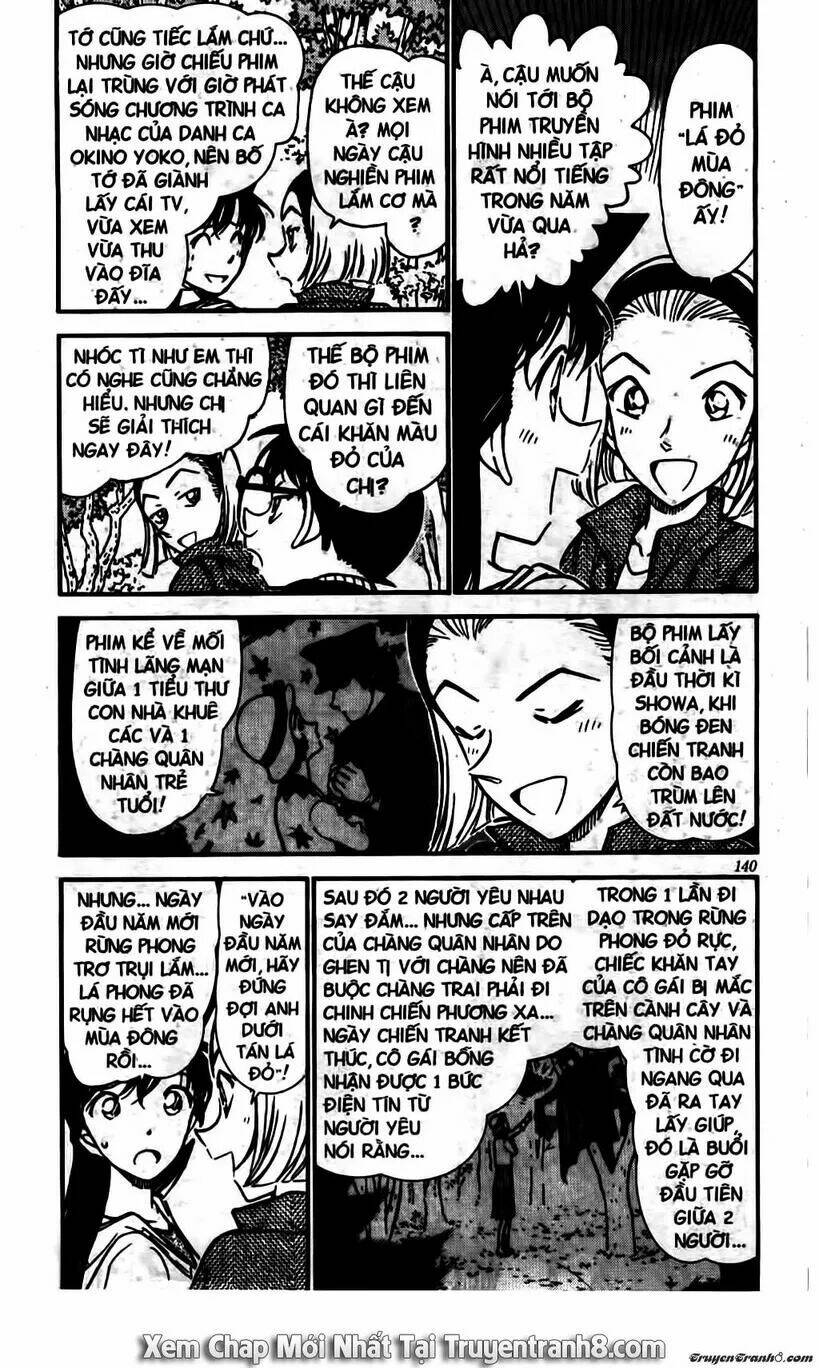 PHIM
"LÁ ĐỎ
MÙA
ĐÔNG"
ẤY!
À, CẬU MUỐN
NÓI TỚI BỘ
PHIM TRUYỀN
HÌNH NHIỀU TẬP
RẤT NỔI TIẾNG
TRONG NĂM
VỪA QUA
HẢ?
THẾ CẬU
KHÔNG XEM
À? MỌI
NGÀY CẬU
NGHIỀN PHIM
LẮM CƠ MÀ
?
TỚ CŨNG TIẾC LẮM CHỨ...
NHƯNG GIỜ CHIẾU PHIM
LẠI TRÙNG VỚI GIỜ PHÁT
SÓNG CHƯƠNG TRÌNH CA
NHẠC CỦA DANH CA
OKINO YOKO, NÊN BỐ
TỚ ĐÃ GIÀNH
LẤY CÁI TV,
VỪA XEM
VỪA THU
VÀO ĐĨA
ĐẤY...
THẾ BỘ PHIM
ĐÓ THÌ LIÊN
QUAN GÌ ĐẾN
CÁI KHĂN MÀU
ĐỎ CỦA
CHỊ?
NHÓC TÌ NHƯ EM THÌ
CÓ NGHE CŨNG CHẲNG
HIỂU. NHƯNG CHỊ
SẼ GIẢI THÍCH
NGAY ĐÂY!
BỘ PHIM LẤY
BỐI CẢNH LÀ
ĐẦU THỜI KÌ
SHOWA, KHI
BÓNG ĐEN
CHIẾN TRANH
CÒN BAO
TRÙM LÊN
ĐẤT NƯỚC!
PHIM KỂ VỀ MỐI
TÌNH LÃNG MẠN
GIỮA 1 TIỂU THƯ
CON NHÀ KHUÊ
CÁC VÀ 1
CHÀNG QUÂN
NHÂN TRẺ
TUỔI!
140
TRONG 1 LẦN ĐI
DẠO TRONG RỪNG
PHONG ĐỎ RỰC,
CHIẾC KHĂN TAY
CỦA CÔ GÁI BỊ MẮC
TRÊN CÀNH CÂY VÀ
CHÀNG QUÂN NHÂN
TÌNH CỜ ĐI
NGANG QUA
ĐÃ RA TAY
LẤY GIÚP,
ĐÓ LÀ BUỔI
GẶP GỠ
ĐẦU TIÊN
GIỮA 2
NGƯỜI...
SAU ĐÓ 2 NGƯỜI YÊU NHAU
SAY ĐẮM... NHƯNG CẤP TRÊN
CỦA CHÀNG QUÂN NHÂN DO
GHEN TỊ VỚI CHÀNG NÊN ĐÃ
BUỘC CHÀNG TRAI PHẢI ĐI
CHINH CHIẾN PHƯƠNG XA...
NGÀY CHIẾN TRANH KẾT
THÚC, CÔ GÁI BỖNG
NHẬN ĐƯỢC 1 BỨC
ĐIỆN TÍN TỪ
NGƯỜI YÊU
NÓI RẰNG...
"VÀO
NGÀY
ĐẦU NĂM
MỚI, HÃY
ĐỨNG
ĐỢI ANH
DƯỚI
TÁN LÁ
ĐỎ"!
NHƯNG... NGÀY
ĐẦU NĂM MỚI
RỪNG PHONG
TRƠ TRỤI LẮM...
LÁ PHONG ĐÃ
RỤNG HẾT VÀO
MÙA ĐÔNG
RỒI...
Xem Chap Mới Nhất Tại Truyentranh8.com
TruyenTranh8.com